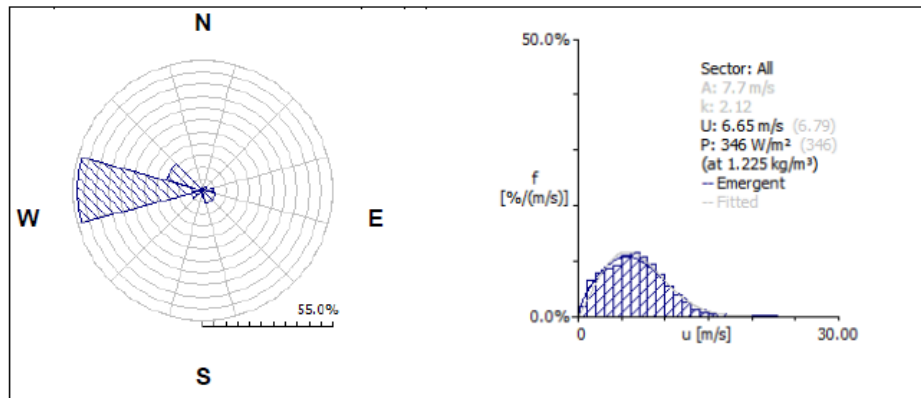 N
W
E
S
55.0%
50.0%
Sector: All
A: 7.7 m/s
k: 2.12
U: 6.65 m/s (6.79)
P: 346 W/m² (346)
(at 1.225 kg/m³)
-- Emergent
-- Fitted
f
[%/(m/s)]
0.0%
0
u [m/s]
30.00